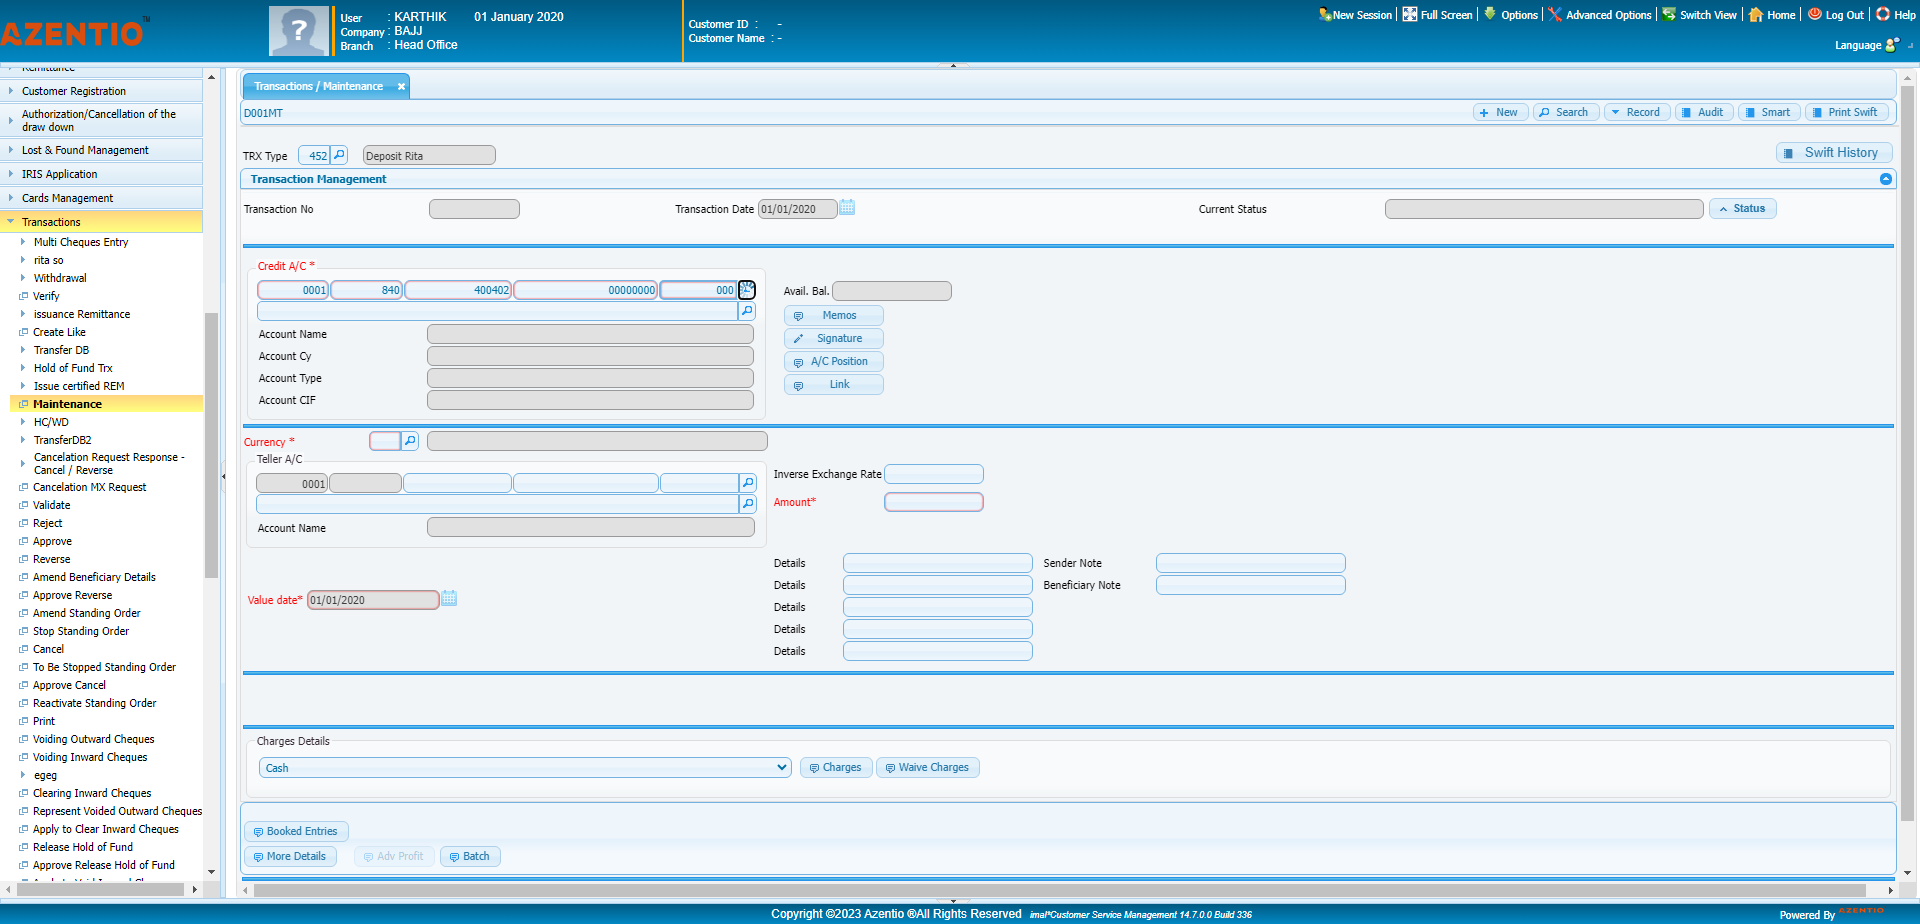 AZENTIO™
User : KARTHIK 01 January 2020
Company : BAJJ
Branch : Head Office
Customer ID : -
Customer Name : -
New Session Full Screen Options Advanced Options Switch View Home Log Out Help
Language
Remittance
Customer Registration
Authorization/Cancellation of the
draw down
Lost & Found Management
IRIS Application
Cards Management
Transactions
Multi Cheques Entry
rita so
Withdrawal
Verify
issuance Remittance
Create Like
Transfer DB
Hold of Fund Trx
Issue certified REM
Maintenance
HC/WD
TransferDB2
Cancelation Request Response -
Cancel / Reverse
Cancelation MX Request
Validate
Reject
Approve
Reverse
Amend Beneficiary Details
Approve Reverse
Amend Standing Order
Stop Standing Order
Cancel
To Be Stopped Standing Order
Approve Cancel
Reactivate Standing Order
Print
Voiding Outward Cheques
Voiding Inward Cheques
egeg
Clearing Inward Cheques
Represent Voided Outward Cheques
Apply to Clear Inward Cheques
Release Hold of Fund
Approve Release Hold of Fund
Transactions / Maintenance
D001MT
New Search Record Audit Smart Print Swift
TRX Type 452 Deposit Rita
Swift History
Transaction Management
Transaction No
Transaction Date 01/01/2020
Current Status
Status
Credit A/C *
0001 840 400402 00000000 000
Account Name
Account Cy
Account Type
Account CIF
Avail. Bal.
Memos
Signature
A/C Position
Link
Currency *
Teller A/C
0001
Account Name
Inverse Exchange Rate
Amount*
Value date* 01/01/2020
Details
Details
Details
Details
Details
Sender Note
Beneficiary Note
Charges Details
Cash
Charges
Waive Charges
Booked Entries
More Details Adv Profit Batch
Copyright ©2023 Azentio ®All Rights Reserved imal*Customer Service Management 14.7.0.0 Build 336
Powered By AZENTIO